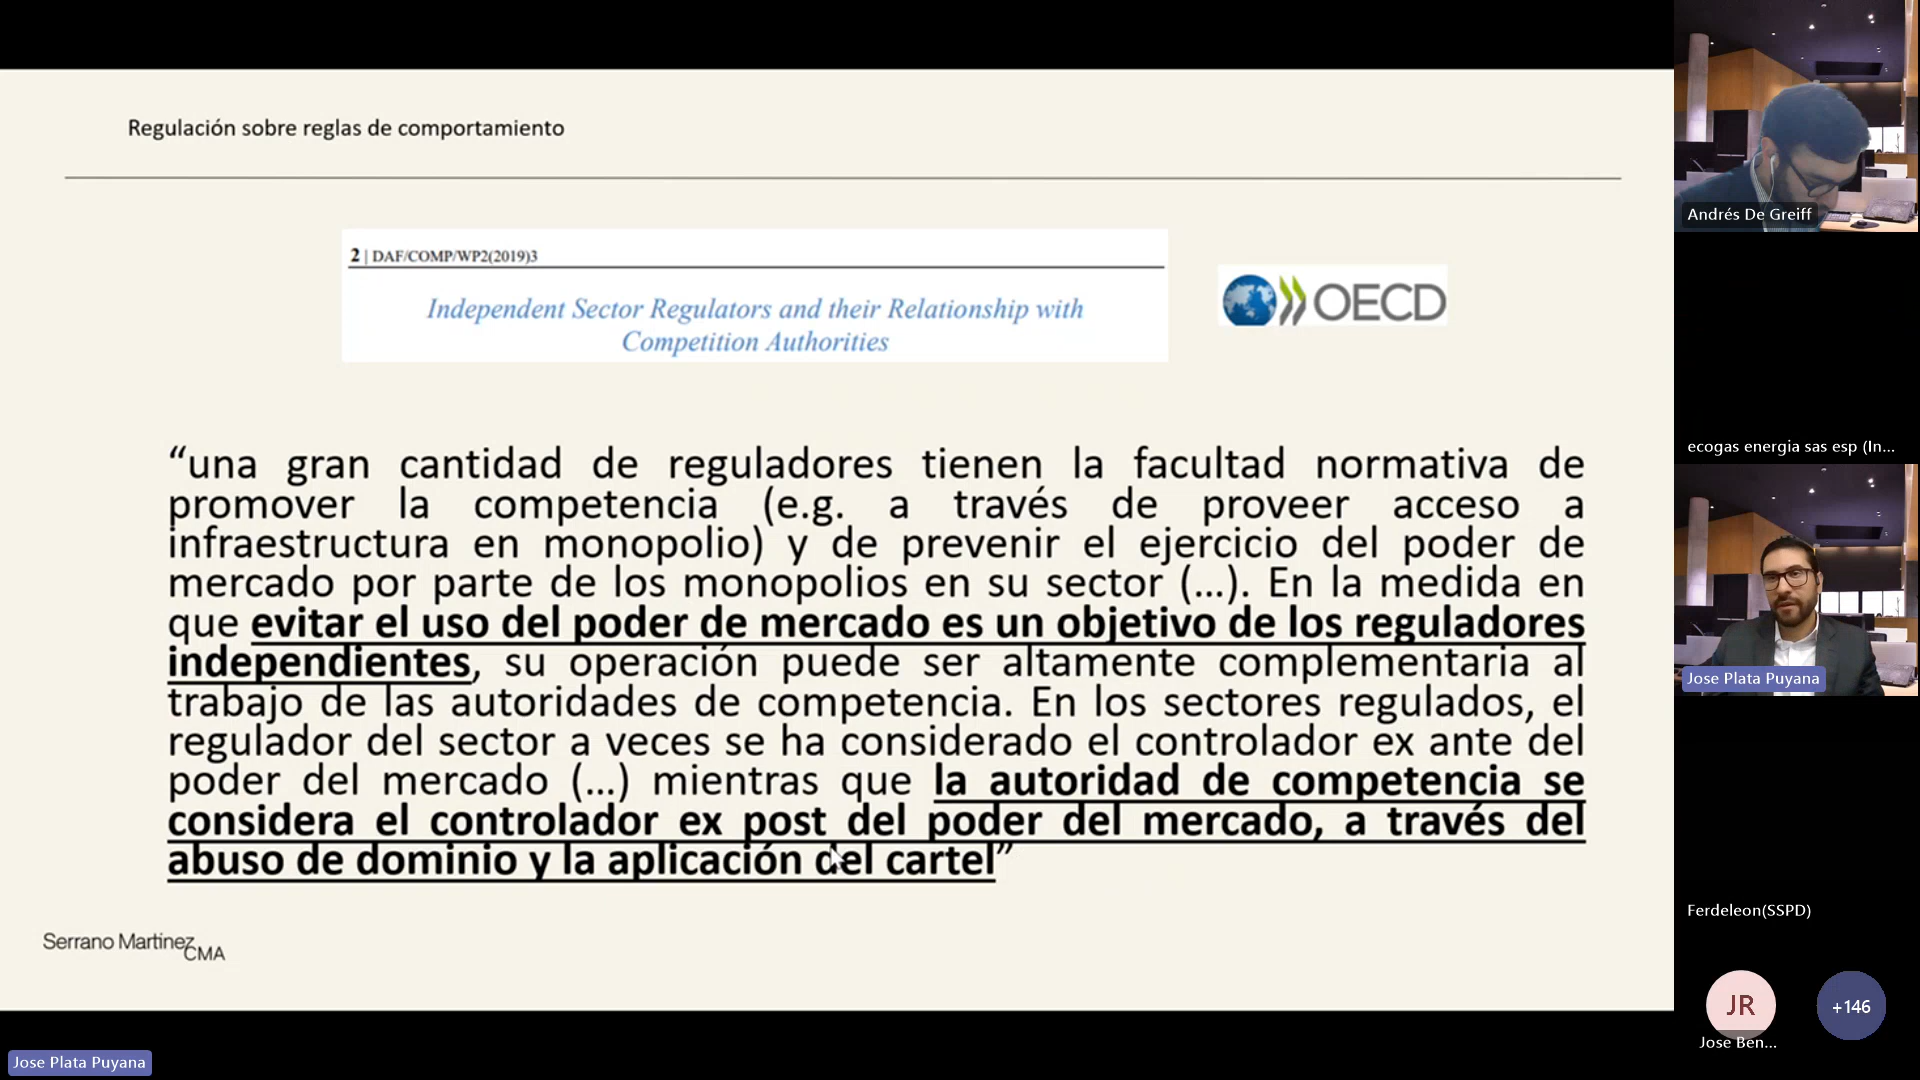 Regulación sobre reglas de comportamiento
2 | DAF/COMP/WP2(2019)3
Independent Sector Regulators and their Relationship with
Competition Authorities
OECD
“una gran cantidad de reguladores tienen la facultad normativa de
promover la competencia (e.g. a través de proveer acceso a
infraestructura en monopolio) y de prevenir el ejercicio del poder de
mercado por parte de los monopolios en su sector (...). En la medida en
que evitar el uso del poder de mercado es un objetivo de los reguladores
independientes, su operación puede ser altamente complementaria al
trabajo de las autoridades de competencia. En los sectores regulados, el
regulador del sector a veces se ha considerado el controlador ex ante del
poder del mercado (...) mientras que la autoridad de competencia se
considera el controlador ex post del poder del mercado, a través del
abuso de dominio y la aplicación del cartel”
Serrano Martinez
CMA
Jose Plata Puyana
Andrés De Greiff
ecogas energia sas esp (In...
Jose Plata Puyana
Ferdeleon(SSPD)
JR
+146
Jose Ben...